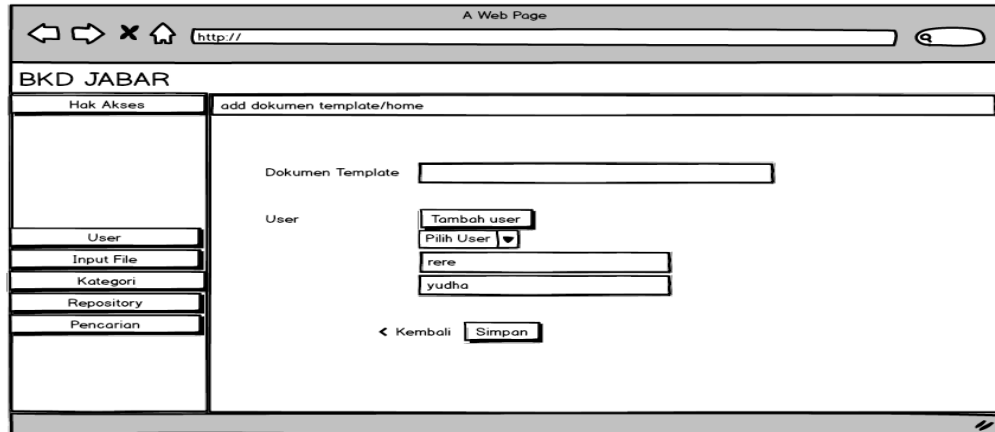 A Web Page
http://
BKD JABAR
Hak Akses
add dokumen template/home
Dokumen Template
User
Tambah user
Pilih User
rere
yudha
< Kembali
Simpan
User
Input File
Kategori
Repository
Pencarian